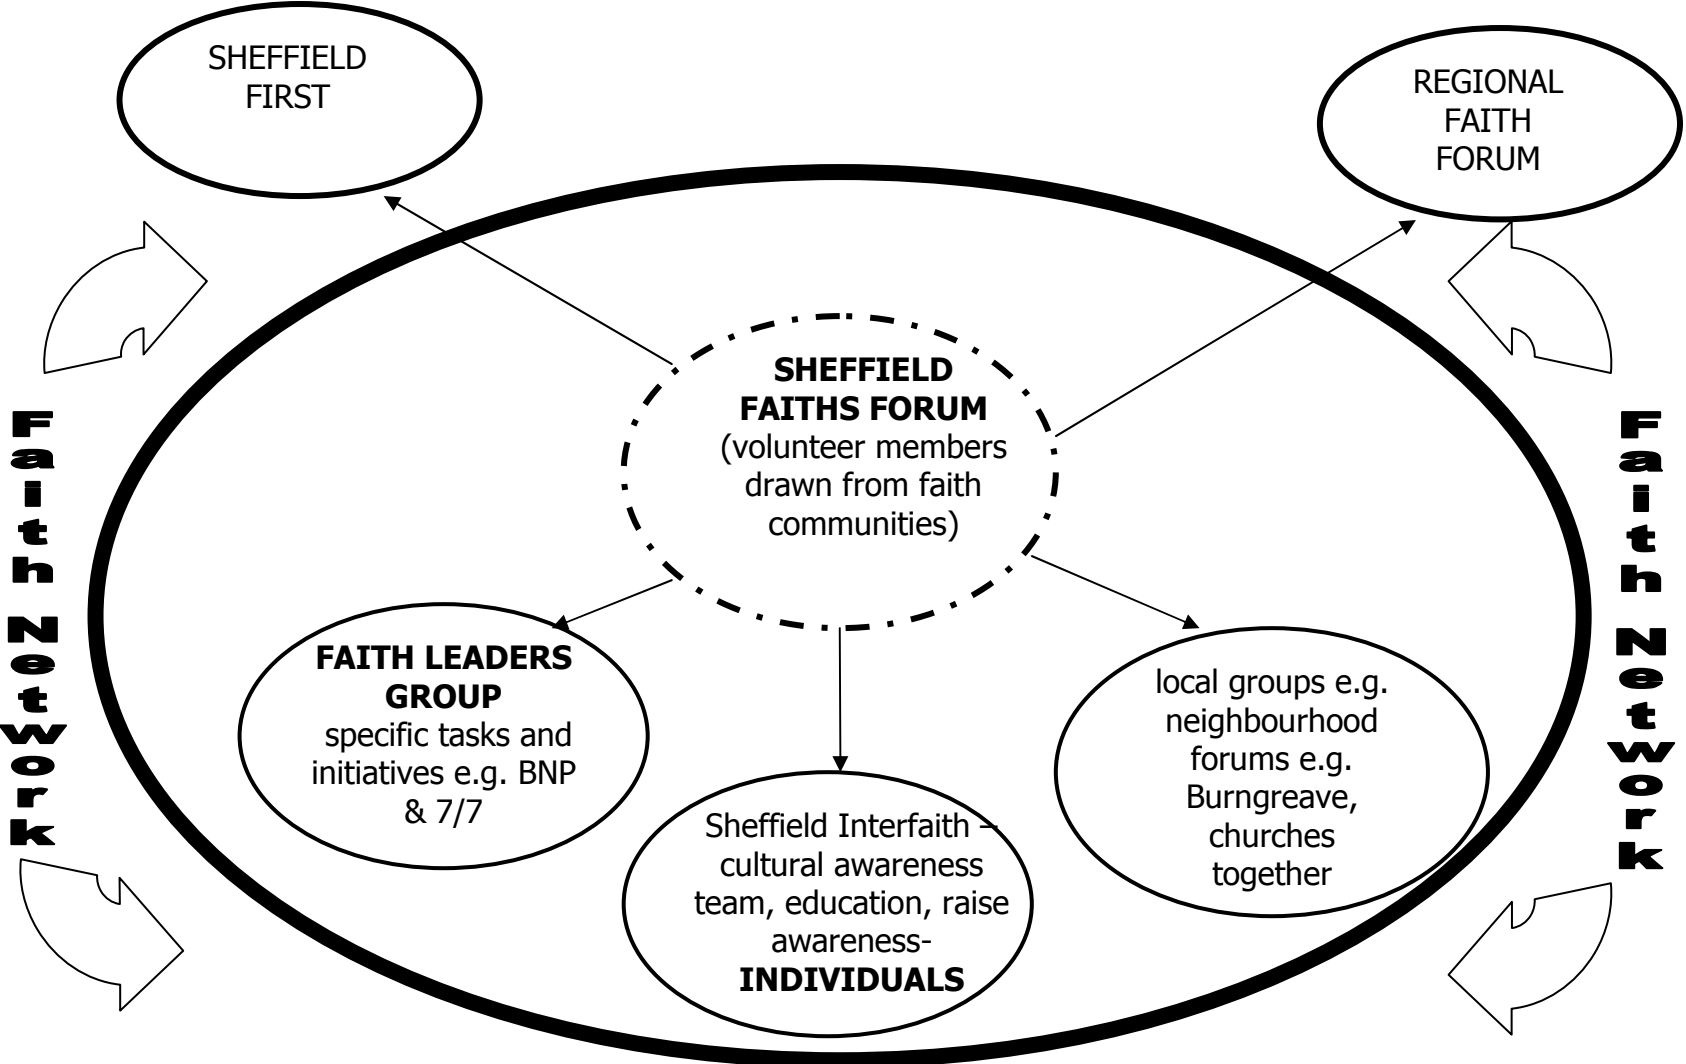 SHEFFIELD
FIRST
REGIONAL
FAITH
FORUM
SHEFFIELD
FAITHS FORUM
(volunteer members
drawn from faith
communities)
Faith Network
Faith Network
FAITH LEADERS
GROUP
specific tasks and
initiatives e.g. BNP
& 7/7
Sheffield Interfaith –
cultural awareness
team, education, raise
awareness-
INDIVIDUALS
local groups e.g.
neighbourhood
forums e.g.
Burngreave,
churches
together